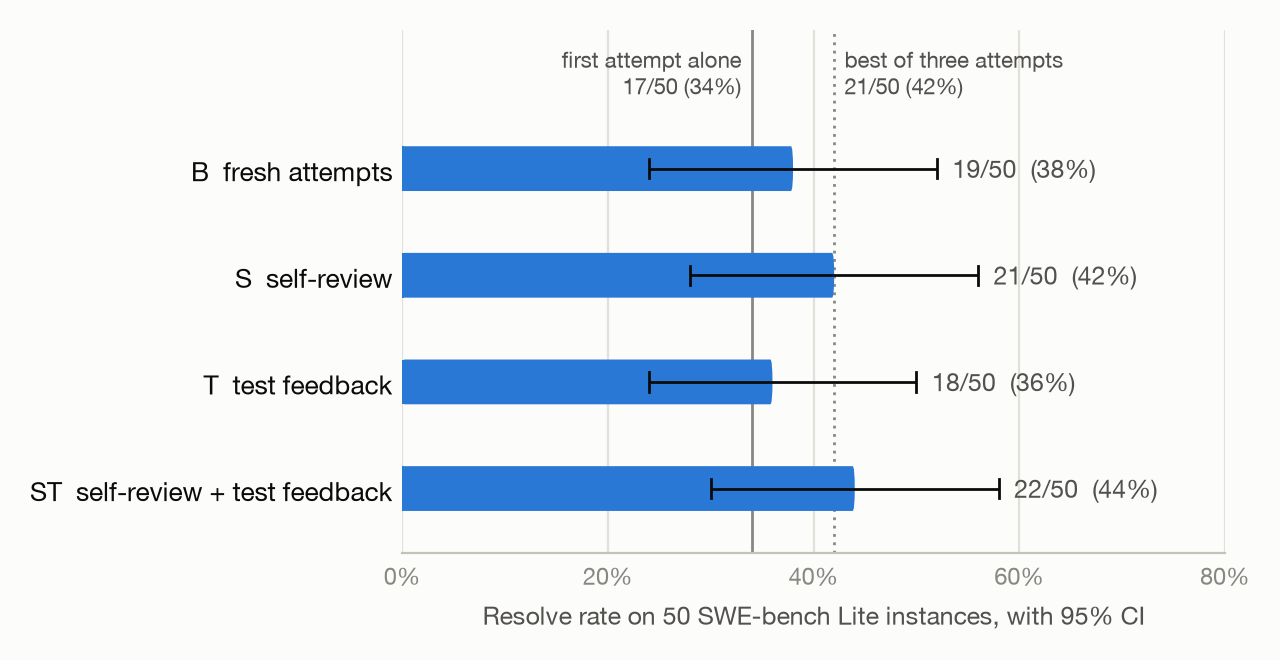 first attempt alone
17/50 (34%)
best of three attempts
21/50 (42%)
B fresh attempts
19/50 (38%)
S self-review
21/50 (42%)
T test feedback
18/50 (36%)
ST self-review + test feedback
22/50 (44%)
0% 20% 40% 60% 80%
Resolve rate on 50 SWE-bench Lite instances, with 95% CI